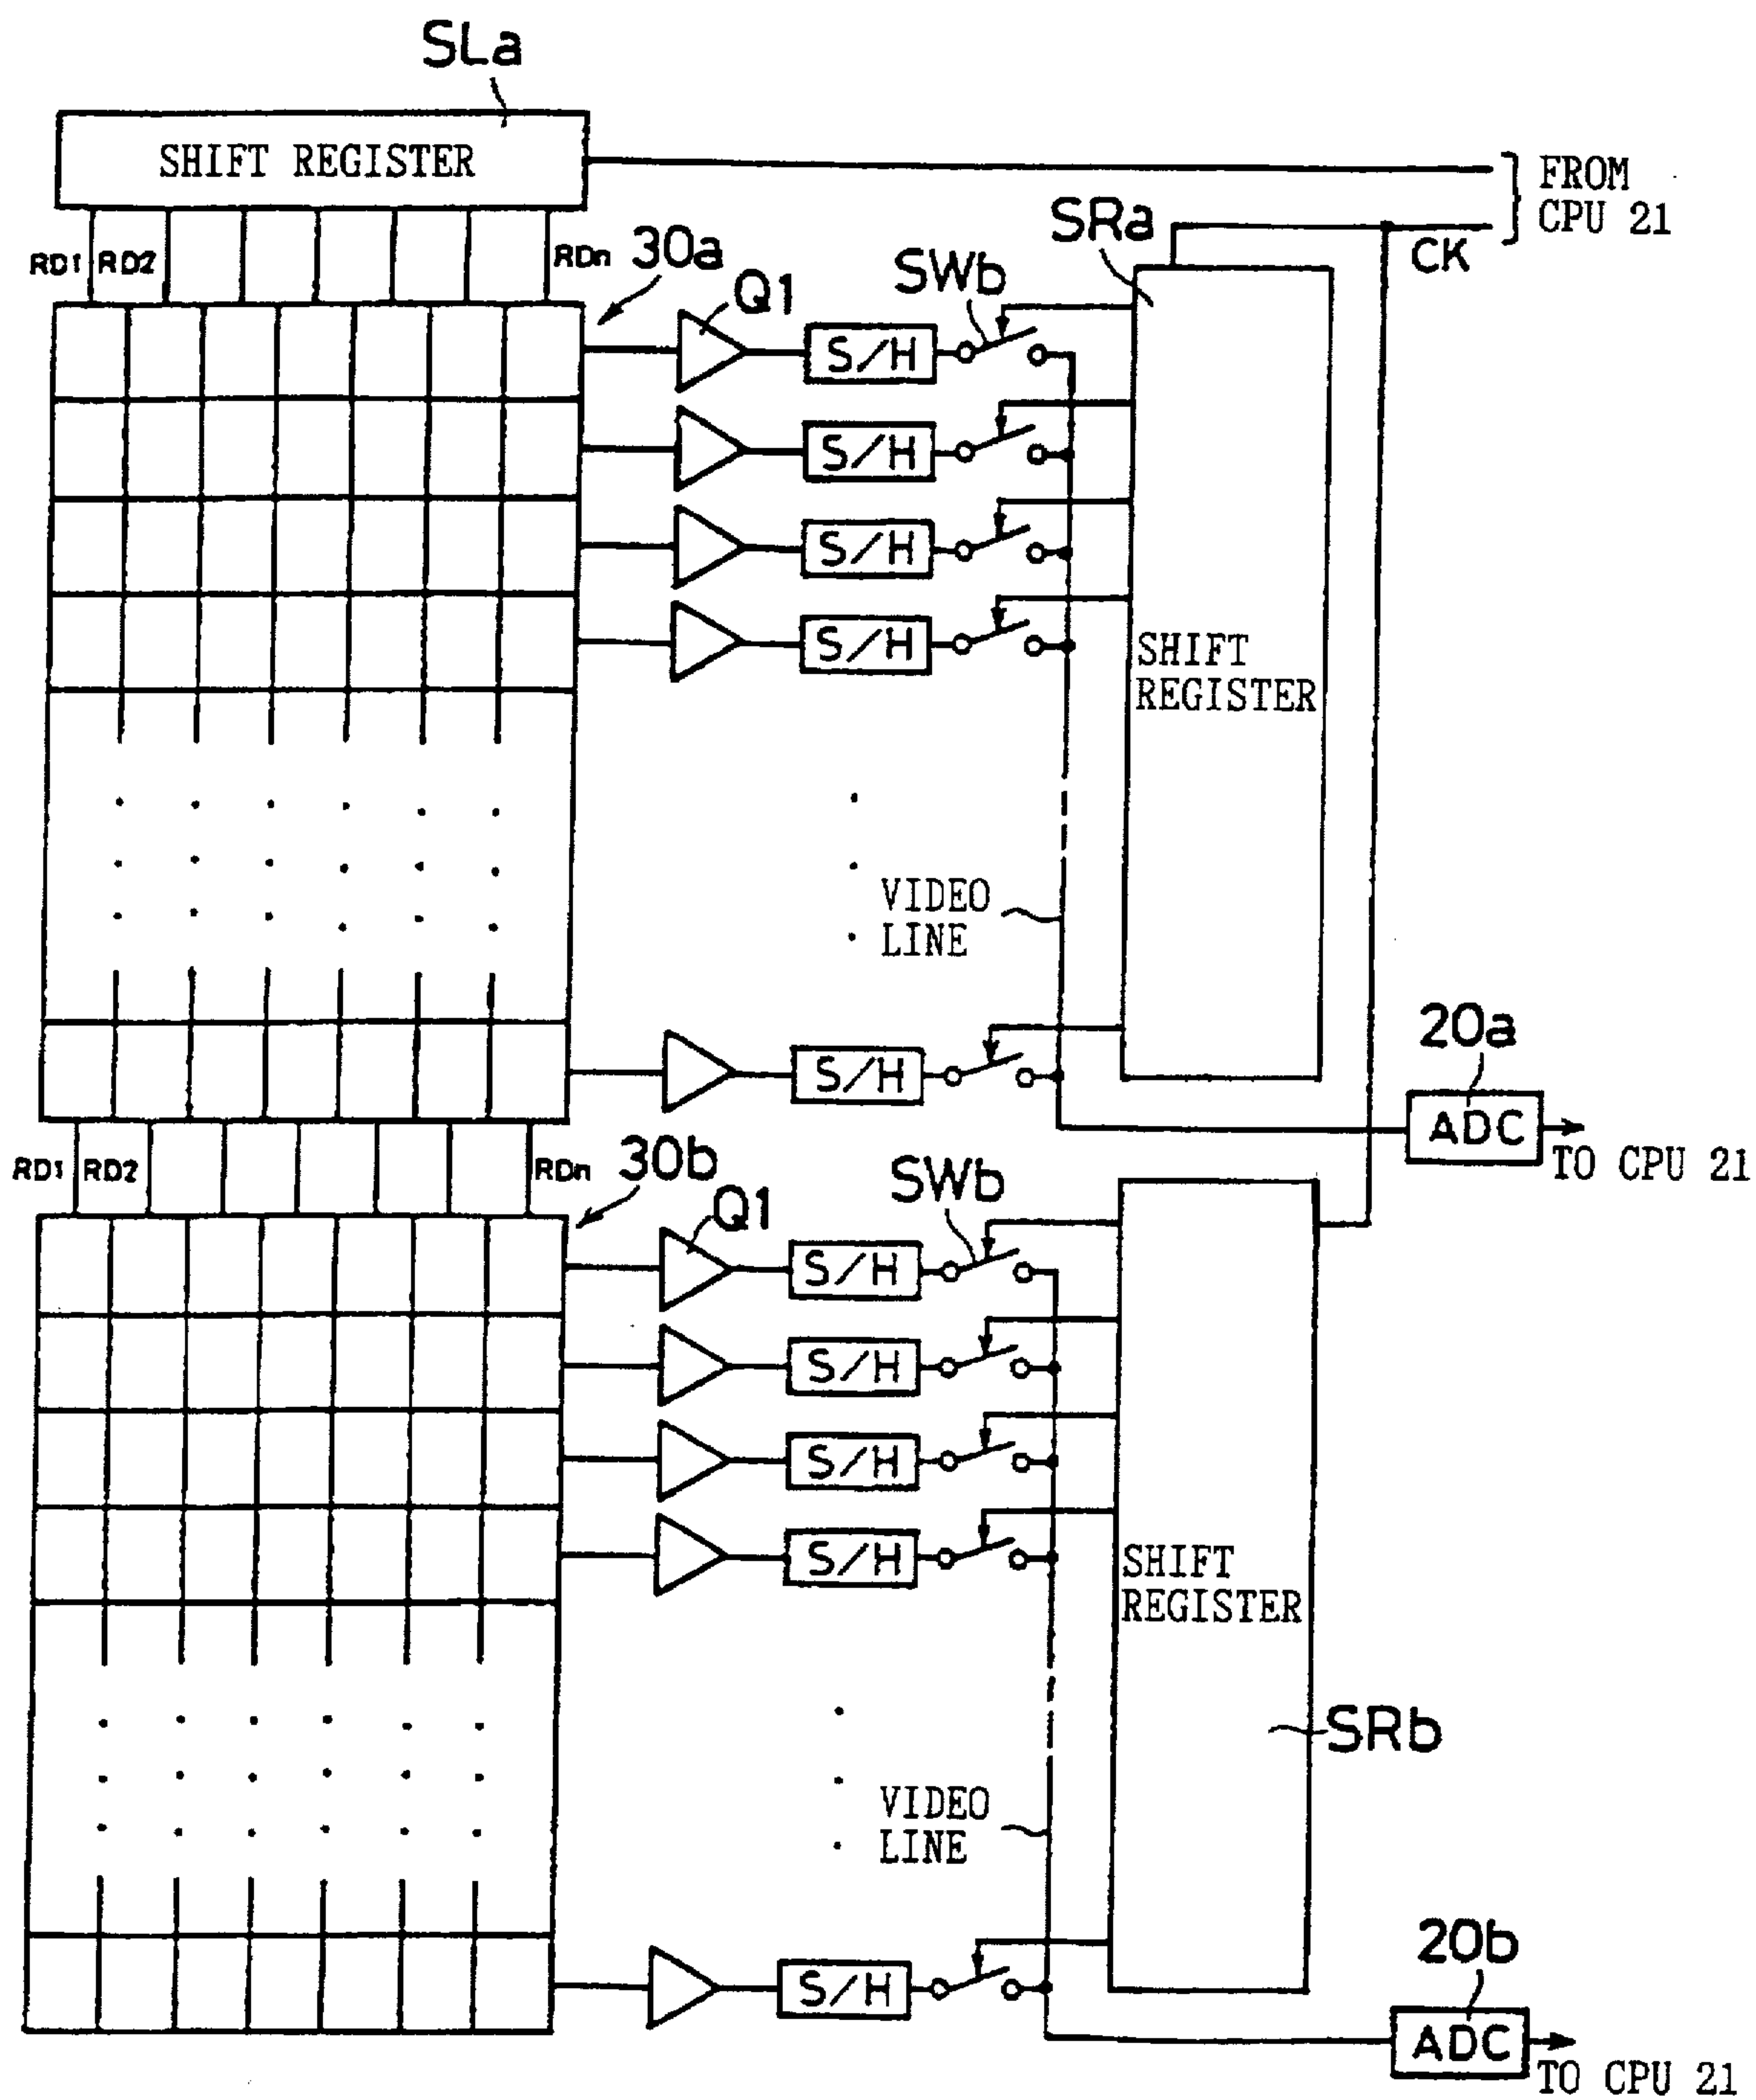 SLa
SHIFT REGISTER
FROM
CPU 21
SRa
CK
RD1 RD2 RDn
30a
Q1
SWb
S/H
S/H
S/H
S/H
SHIFT
REGISTER
VIDEO
LINE
S/H
20a
ADC
TO CPU 21
RD1 RD2 RDn
30b
Q1
SWb
S/H
S/H
S/H
S/H
SHIFT
REGISTER
SRb
VIDEO
LINE
S/H
20b
ADC
TO CPU 21